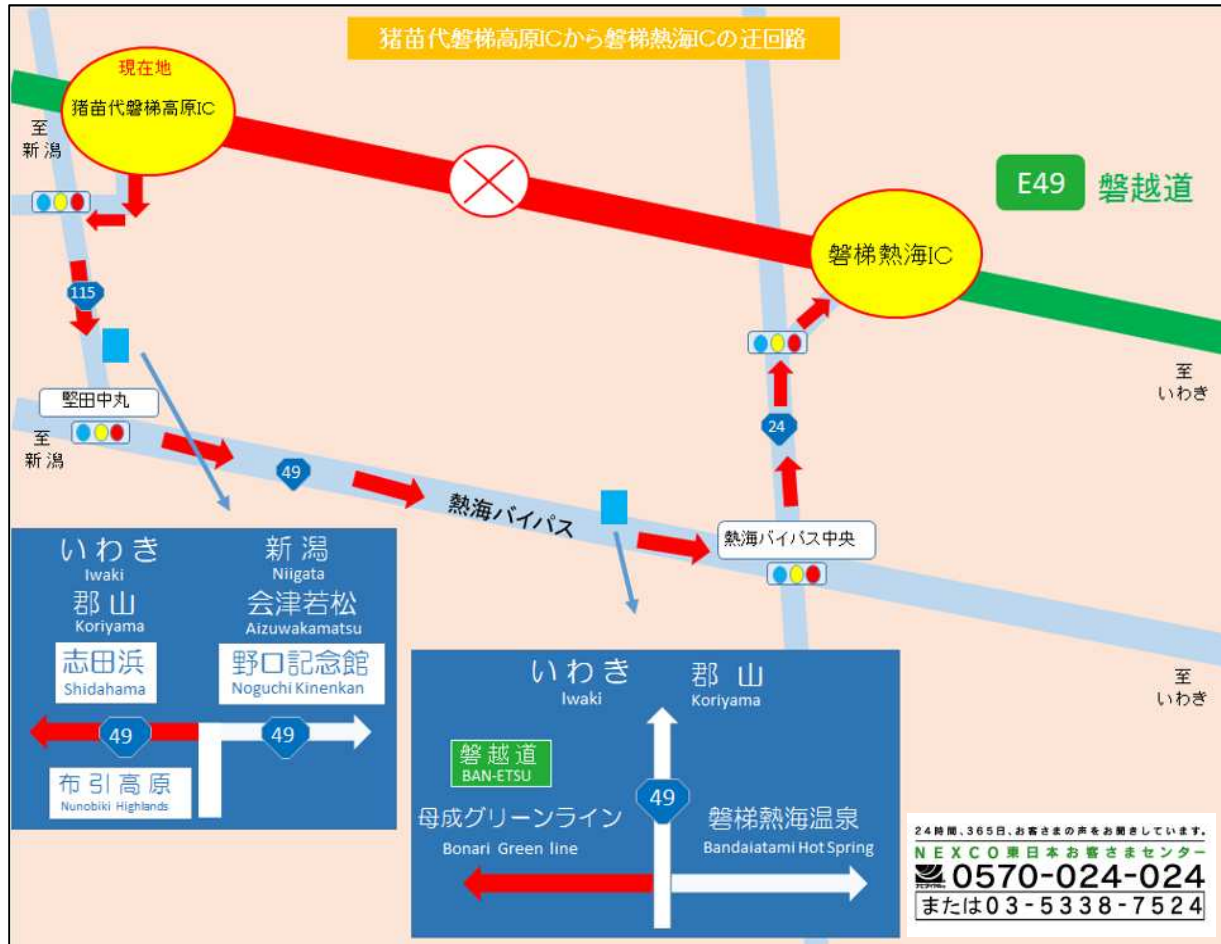 猪苗代磐梯高原ICから磐梯熱海ICの迂回路
現在地
猪苗代磐梯高原IC
至
新潟
E49 磐越道
磐梯熱海IC
115
至
いわき
堅田中丸
24
至
新潟
49
熱海バイパス
熱海バイパス中央
至
いわき
いわき 新潟
Iwaki Niigata
郡山 会津若松
Koriyama Aizuwakamatsu
志田浜 野口記念館
Shidahama Noguchi Kinenkan
49 49
布引高原
Nunobiki Highlands
いわき 郡山
Iwaki Koriyama
磐越道
BAN-ETSU
49
母成グリーンライン 磐梯熱海温泉
Bonari Green line Bandaiatami Hot Spring
24時間、365日、お客さまの声をお聞きしています。
NEXCO東日本お客さまセンター
0570-024-024
または03-5338-7524